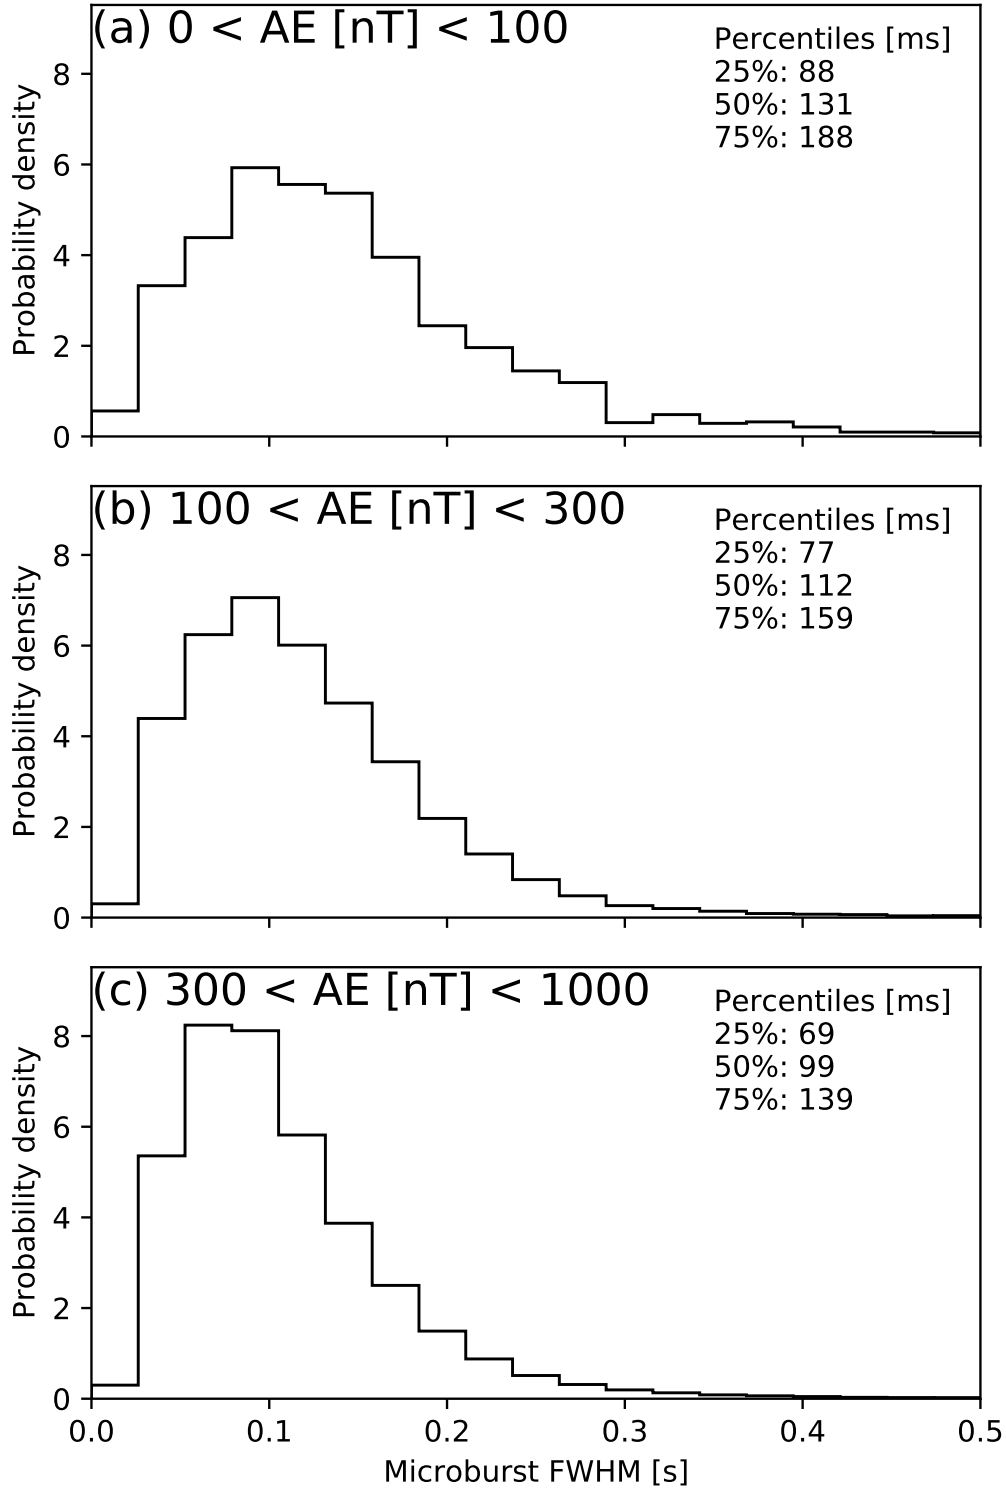 (a) 0 < AE [nT] < 100
Percentiles [ms]
25%: 88
50%: 131
75%: 188
Probability density
8
6
4
2
0
(b) 100 < AE [nT] < 300
Percentiles [ms]
25%: 77
50%: 112
75%: 159
Probability density
8
6
4
2
0
(c) 300 < AE [nT] < 1000
Percentiles [ms]
25%: 69
50%: 99
75%: 139
Probability density
8
6
4
2
0
0.0 0.1 0.2 0.3 0.4 0.5
Microburst FWHM [s]